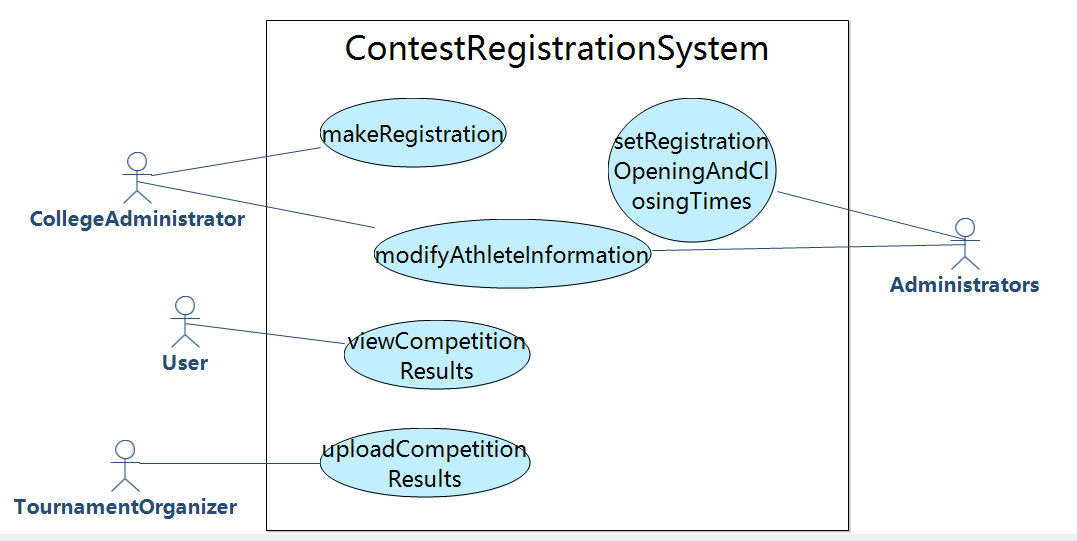 ContestRegistrationSystem
makeRegistration
setRegistration
OpeningAndCl
osingTimes
CollegeAdministrator
modifyAthleteInformation
Administrators
User
viewCompetition
Results
uploadCompetition
Results
TournamentOrganizer